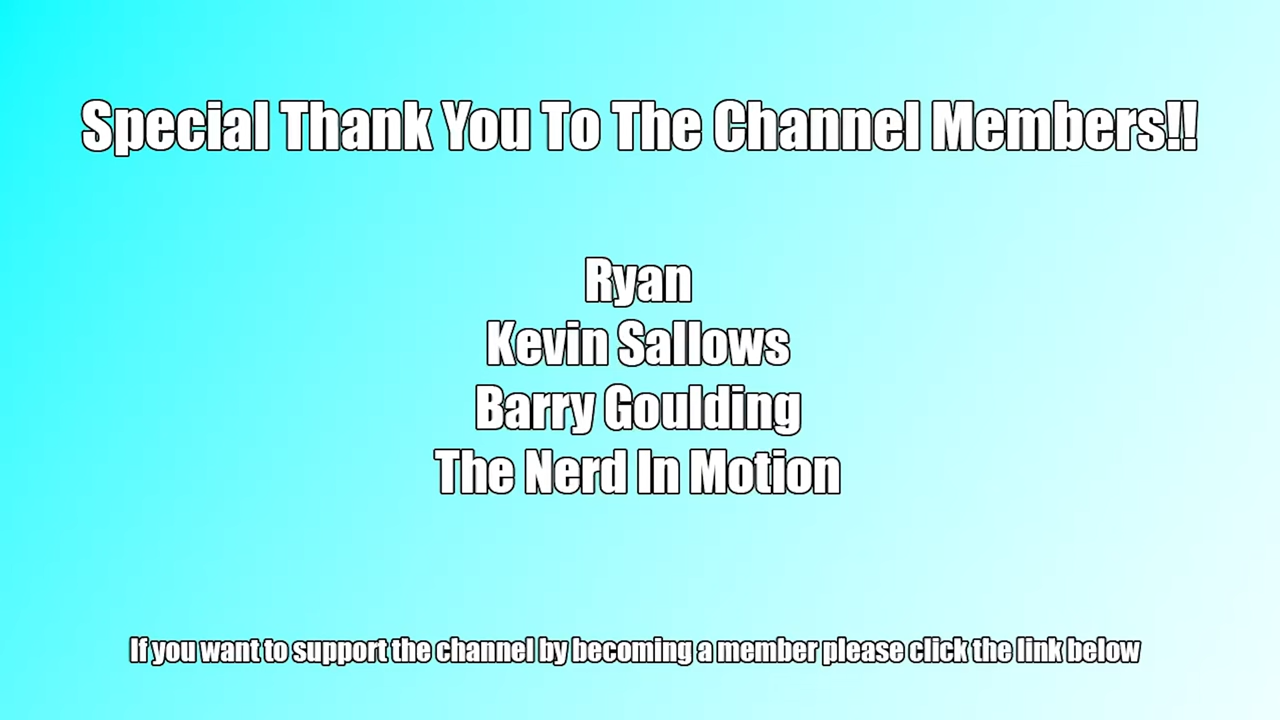 Special Thank You To The Channel Members!!
Ryan
Kevin Sallows
Barry Goulding
The Nerd In Motion
If you want to support the channel by becoming a member please click the link below